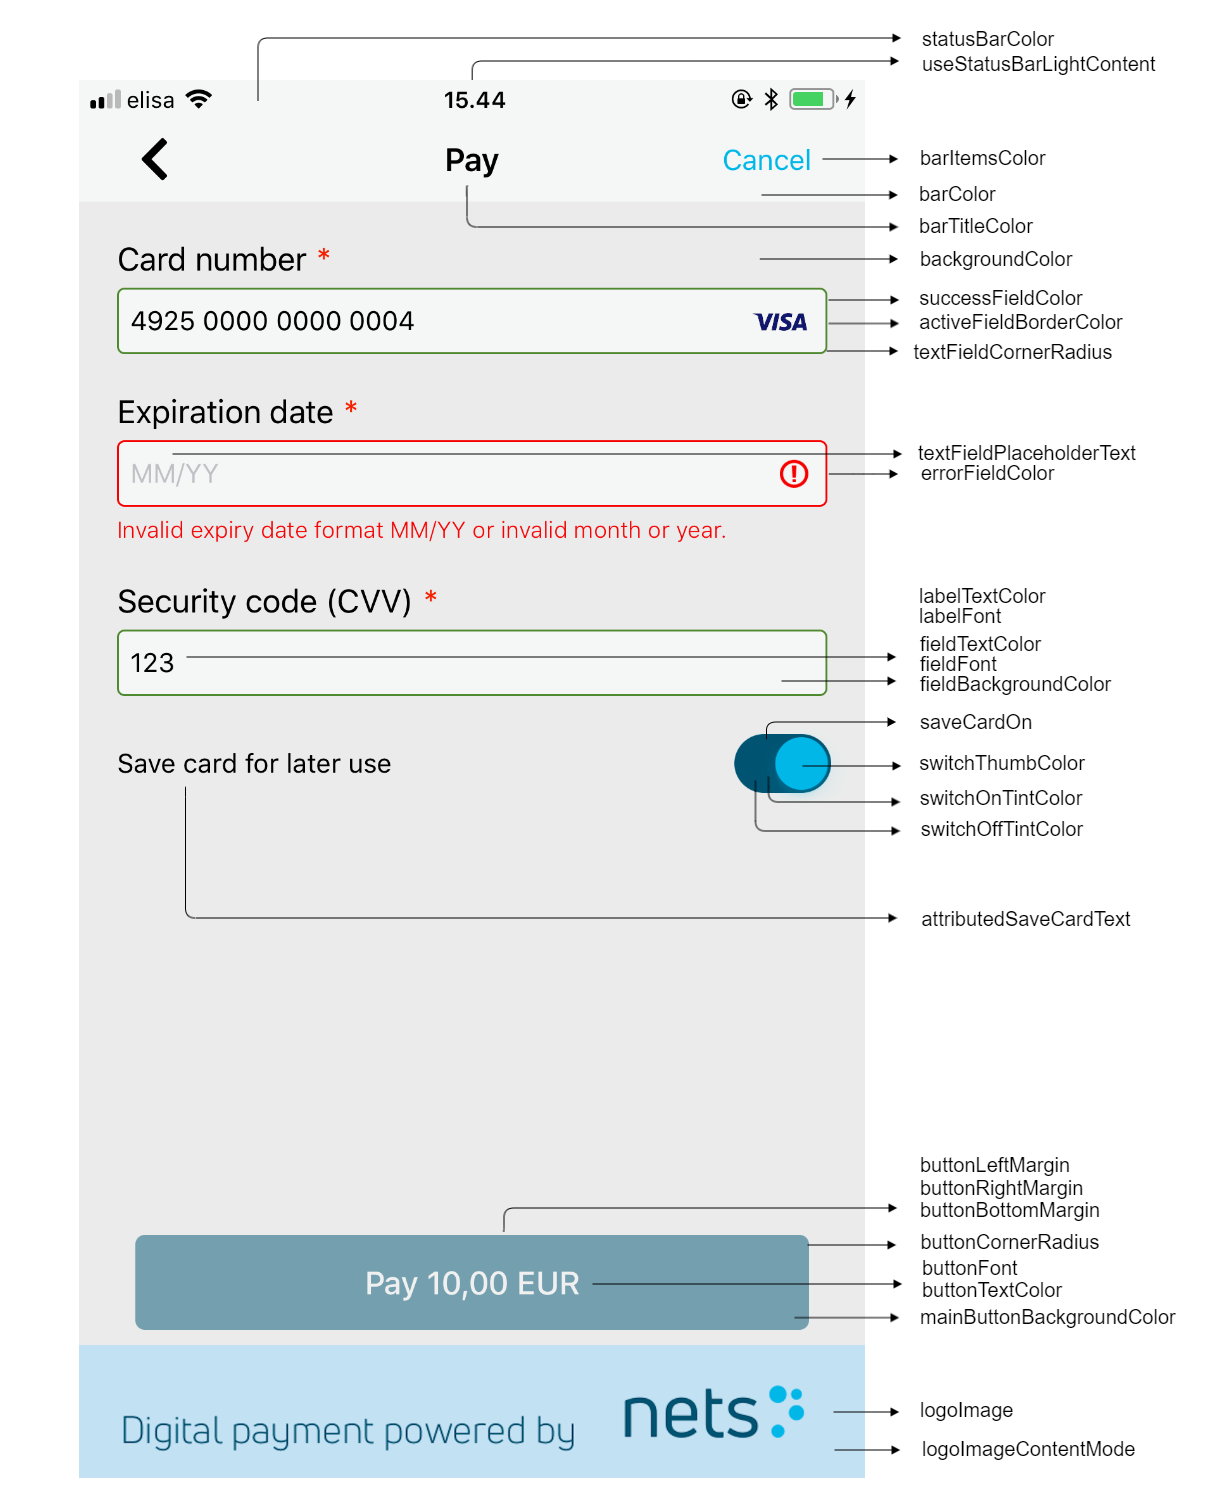 statusBarColor
useStatusBarLightContent
elisa 15.44
Pay Cancel
barItemsColor
barColor
barTitleColor
Card number *
backgroundColor
successFieldColor
4925 0000 0000 0004 VISA
activeFieldBorderColor
textFieldCornerRadius
Expiration date *
textFieldPlaceholderText
MM/YY
errorFieldColor
Invalid expiry date format MM/YY or invalid month or year.
Security code (CVV) *
labelTextColor
labelFont
fieldTextColor
123
fieldFont
fieldBackgroundColor
saveCardOn
Save card for later use
switchThumbColor
switchOnTintColor
switchOffTintColor
attributedSaveCardText
buttonLeftMargin
buttonRightMargin
buttonBottomMargin
buttonCornerRadius
buttonFont
Pay 10,00 EUR
buttonTextColor
mainButtonBackgroundColor
Digital payment powered by nets
logoImage
logoImageContentMode